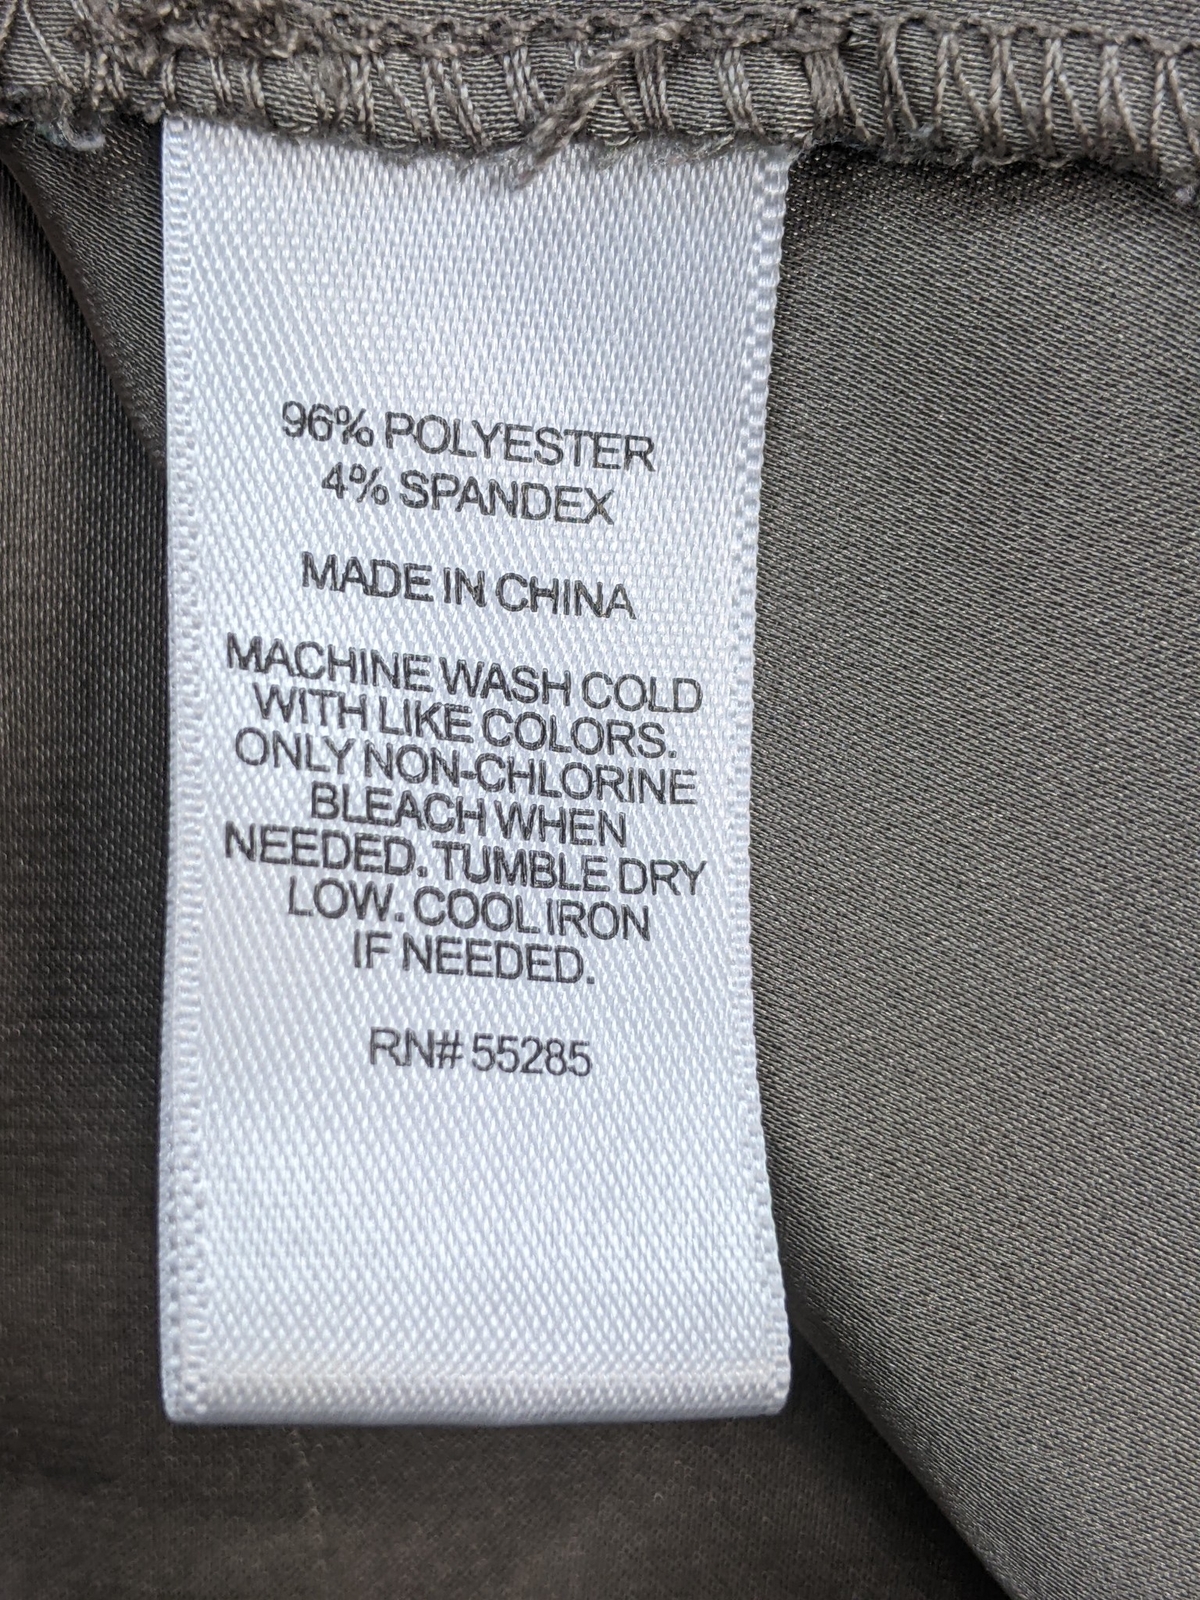 96% POLYESTER
4% SPANDEX
MADE IN CHINA
MACHINE WASH COLD
WITH LIKE COLORS.
ONLY NON-CHLORINE
BLEACH WHEN
NEEDED. TUMBLE DRY
LOW. COOL IRON
IF NEEDED.
RN# 55285